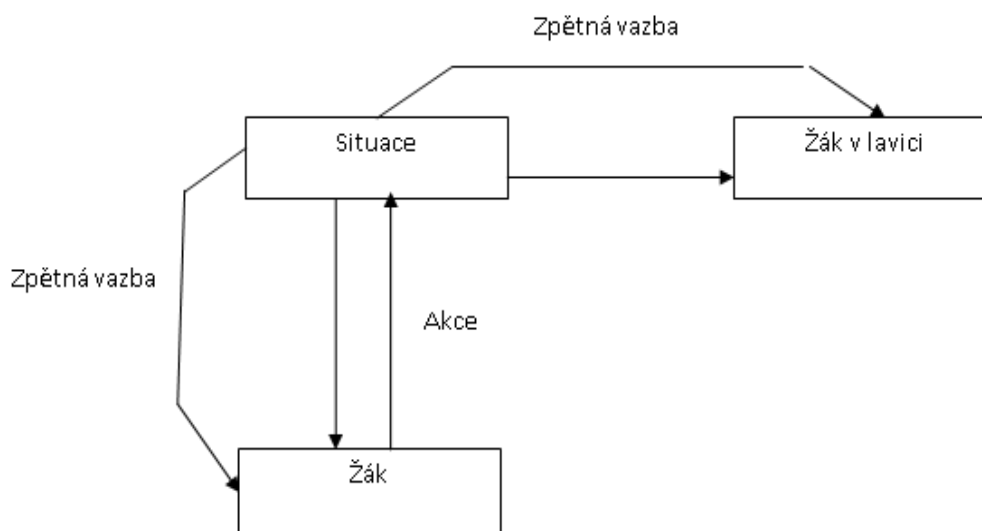 Zpětná vazba
Situace
Žák v lavici
Zpětná vazba
Akce
Žák